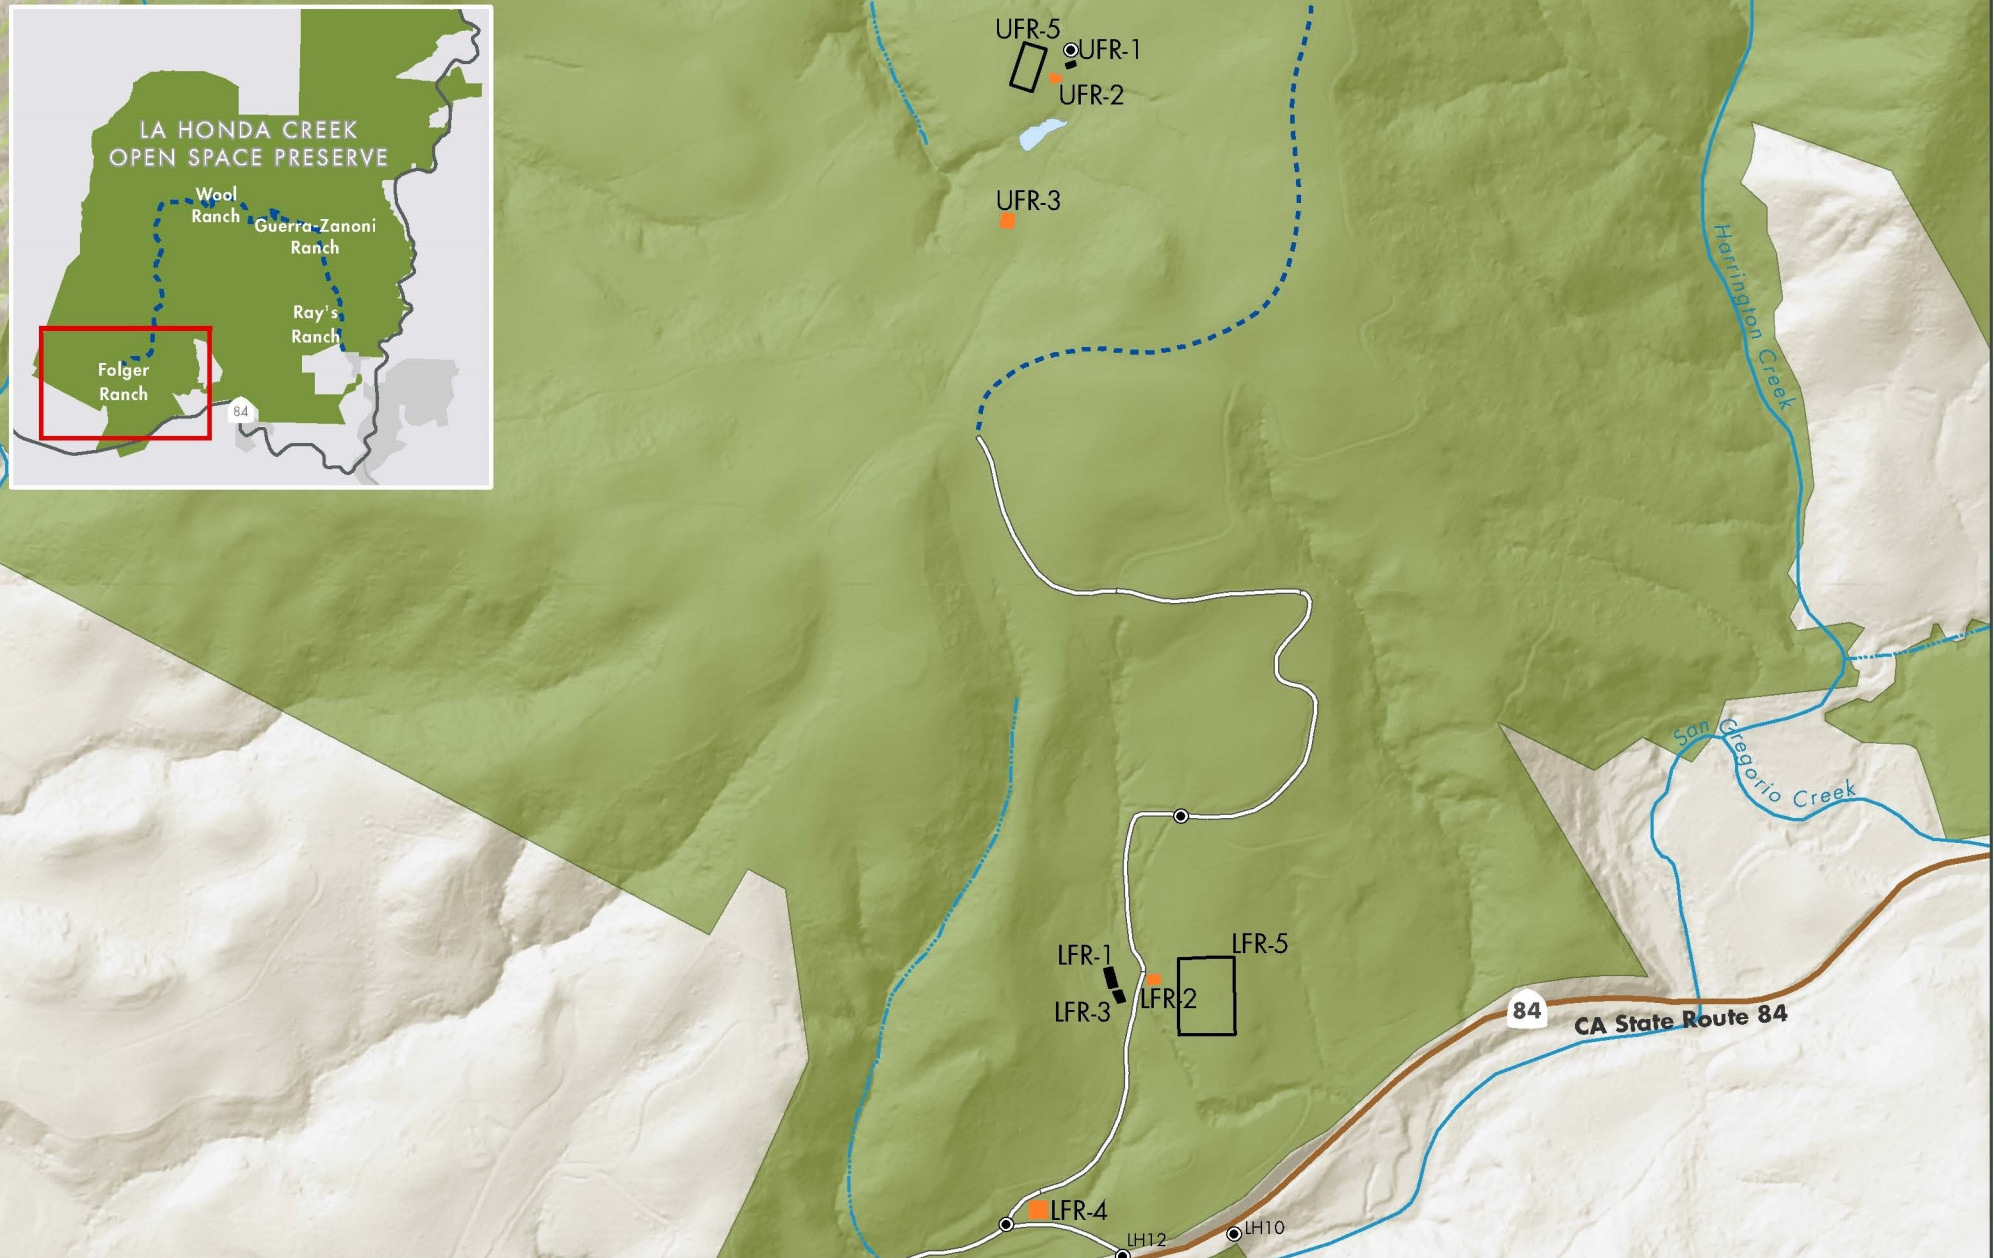 LA HONDA CREEK
OPEN SPACE PRESERVE
Wool
Ranch
Guerra-Zanoni
Ranch
Ray's
Ranch
Folger
Ranch
84
UFR-5
UFR-1
UFR-2
UFR-3
Harrington Creek
San Gregorio Creek
LFR-1
LFR-5
LFR-3
LFR-2
84
CA State Route 84
LFR-4
LH12
LH10